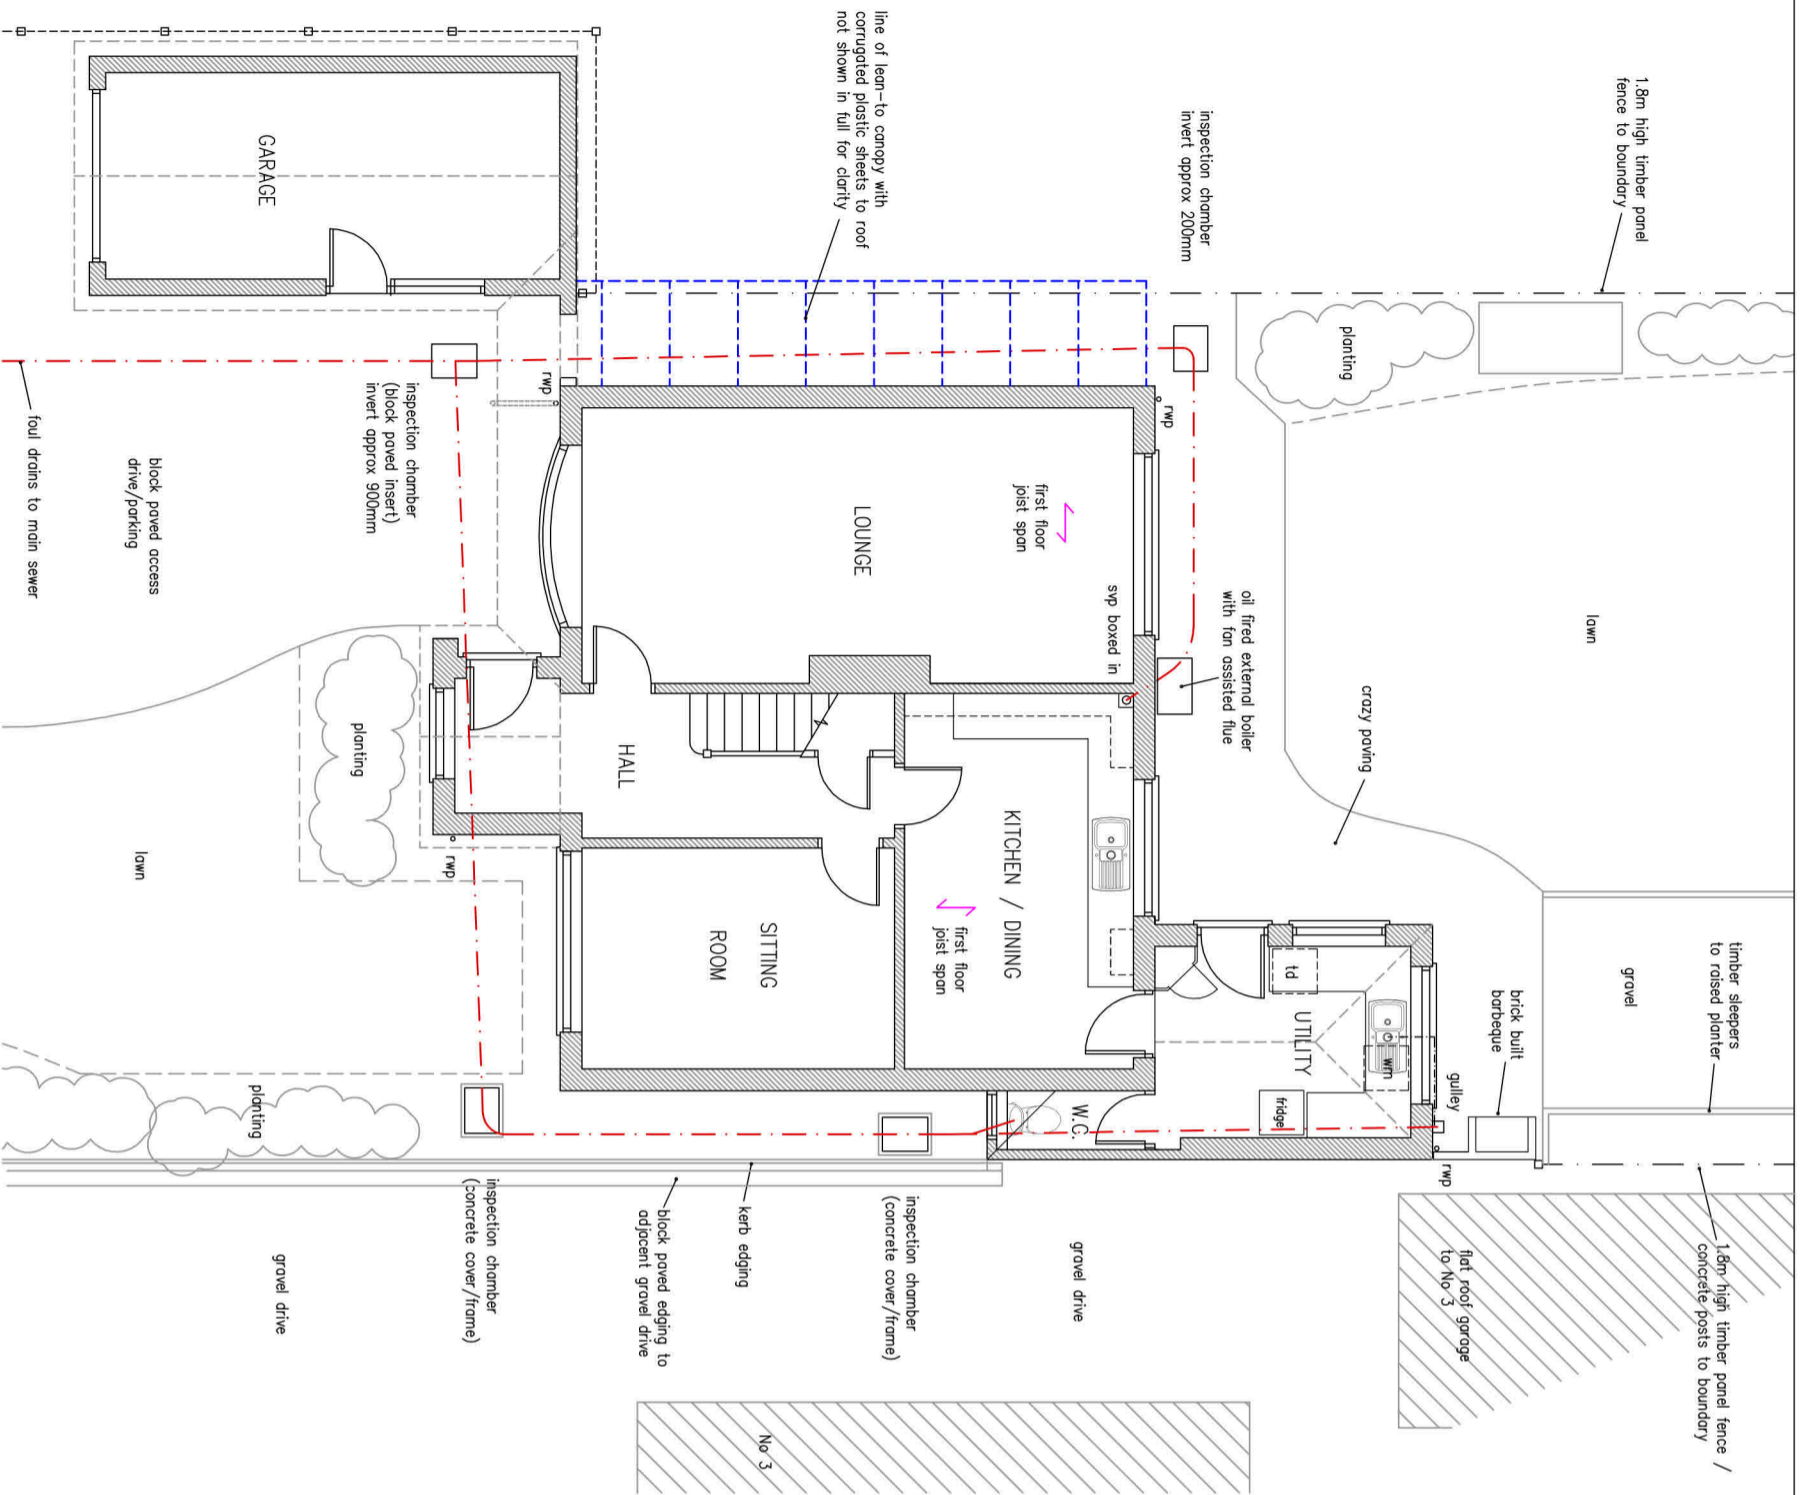 1.8m high timber panel
fence to boundary
inspection chamber
invert approx 200mm
line of lean-to canopy with
corrugated plastic sheets to roof
not shown in full for clarity
GARAGE
planting
lawn
rwp
rwp
inspection chamber
(block paved insert)
invert approx 900mm
foul drains to main sewer
block paved access
drive/parking
LOUNGE
first floor
joist span
svp boxed in
oil fired external boiler
with fan assisted flue
crazy paving
HALL
KITCHEN / DINING
first floor
joist span
SITTING
ROOM
planting
rwp
lawn
planting
UTILITY
td
wm
fridge
W.C.
gulley
rwp
brick built
barbeque
gravel
timber sleepers
to raised planter
1.8m high timber panel fence /
concrete posts to boundary
flat roof garage
to No 3
gravel drive
inspection chamber
(concrete cover/frame)
kerb edging
block paved edging to
adjacent gravel drive
inspection chamber
(concrete cover/frame)
gravel drive
No 3